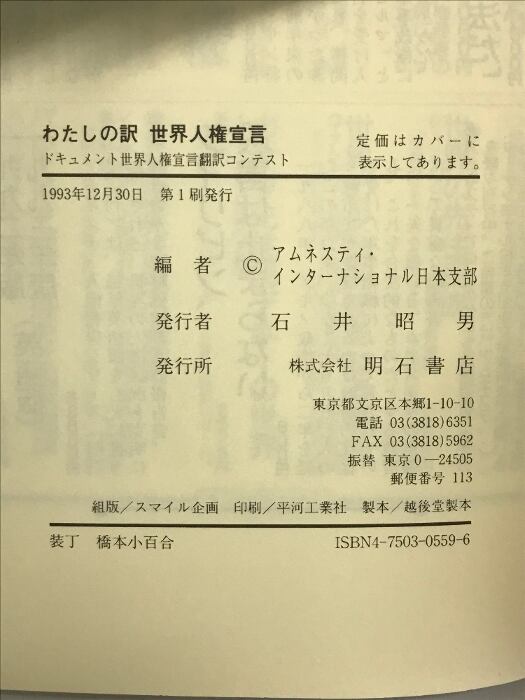 わたしの訳 世界人権宣言
ドキュメント世界人権宣言翻訳コンテスト
定価はカバーに
表示してあります。
1993年12月30日 第1刷発行
編者 © アムネスティ・
インターナショナル日本支部
発行者 石井昭男
発行所 株式会社 明石書店
東京都文京区本郷1-10-10
電話 03(3818)6351
FAX 03(3818)5962
振替 東京0―24505
郵便番号 113
組版/スマイル企画 印刷/平河工業社 製本/越後堂製本
装丁 橋本小百合
ISBN4-7503-0559-6